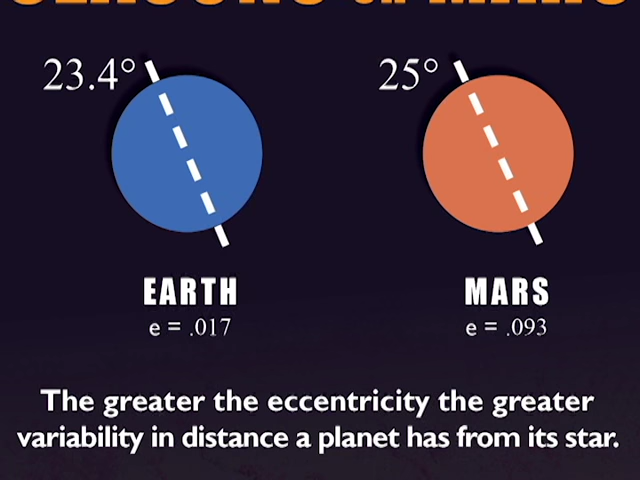 23.4°
25°
EARTH
MARS
e = .017
e = .093
The greater the eccentricity the greater
variability in distance a planet has from its star.